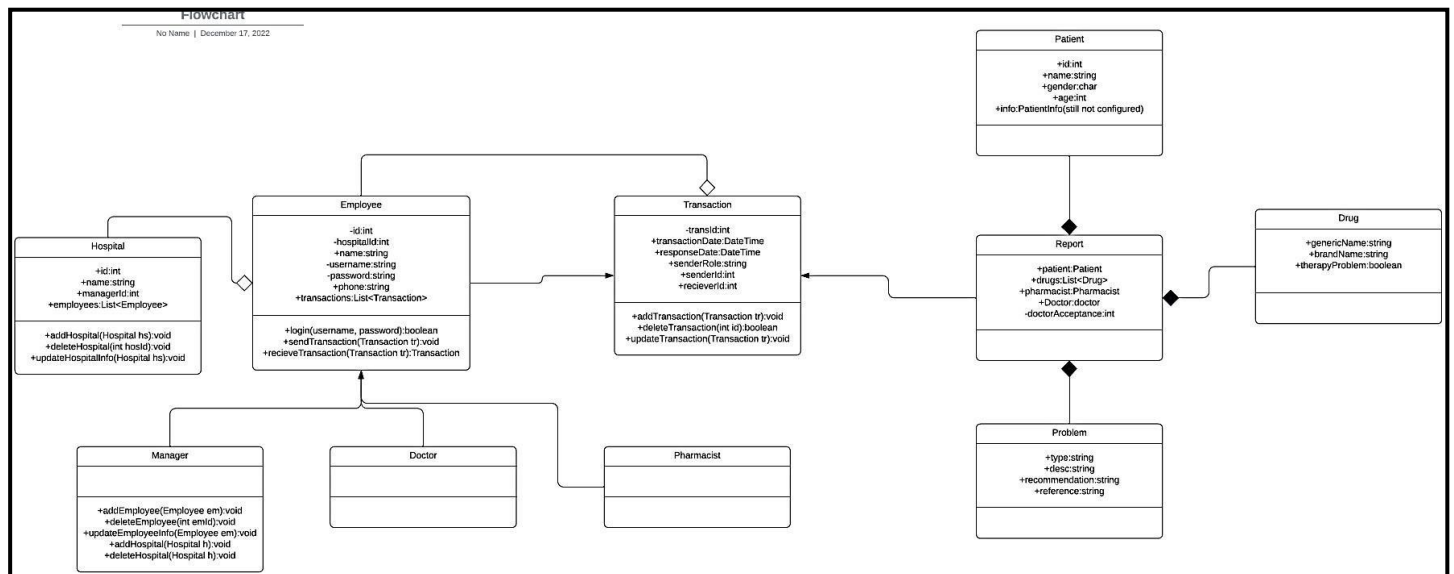 Flowchart
No Name | December 17, 2022
Patient
+id:int
+name:string
+gender:char
+age:int
+info:PatientInfo(still not configured)
Employee
-id:int
-hospitalId:int
+name:string
-username:string
-password:string
+phone:string
+transactions:List<Transaction>
+login(username, password):boolean
+sendTransaction(Transaction tr):void
+recieveTransaction(Transaction tr):Transaction
Transaction
-transId:int
+transactionDate:DateTime
+responseDate:DateTime
+senderRole:string
+senderId:int
+recieverId:int
+addTransaction(Transaction tr):void
+deleteTransaction(int id):boolean
+updateTransaction(Transaction tr):void
Hospital
+id:int
+name:string
+managerId:int
+employees:List<Employee>
+addHospital(Hospital hs):void
+deleteHospital(int hosId):void
+updateHospitalInfo(Hospital hs):void
Report
+patient:Patient
+drugs:List<Drug>
+pharmacist:Pharmacist
+Doctor:doctor
-doctorAcceptance:int
Drug
+genericName:string
+brandName:string
+therapyProblem:boolean
Manager
+addEmployee(Employee em):void
+deleteEmployee(int emId):void
+updateEmployeeInfo(Employee em):void
+addHospital(Hospital h):void
+deleteHospital(Hospital h):void
Doctor
Pharmacist
Problem
+type:string
+desc:string
+recommendation:string
+reference:string